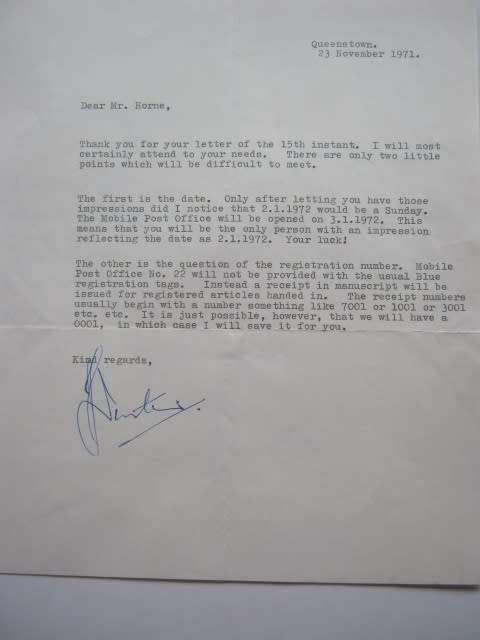 Queenstown.
23 November 1971.
Dear Mr. Horne,
Thank you for your letter of the 15th instant. I will most
certainly attend to your needs. There are only two little
points which will be difficult to meet.
The first is the date. Only after letting you have those
impressions did I notice that 2.1.1972 would be a Sunday.
The Mobile Post Office will be opened on 3.1.1972. This
means that you will be the only person with an impression
reflecting the date as 2.1.1972. Your luck!
The other is the question of the registration number. Mobile
Post Office No. 22 will not be provided with the usual Blue
registration tags. Instead a receipt in manuscript will be
issued for registered articles handed in. The receipt numbers
usually begin with a number something like 7001 or 1001 or 3001
etc. etc. It is just possible, however, that we will have a
0001, in which case I will save it for you.
Kind regards,